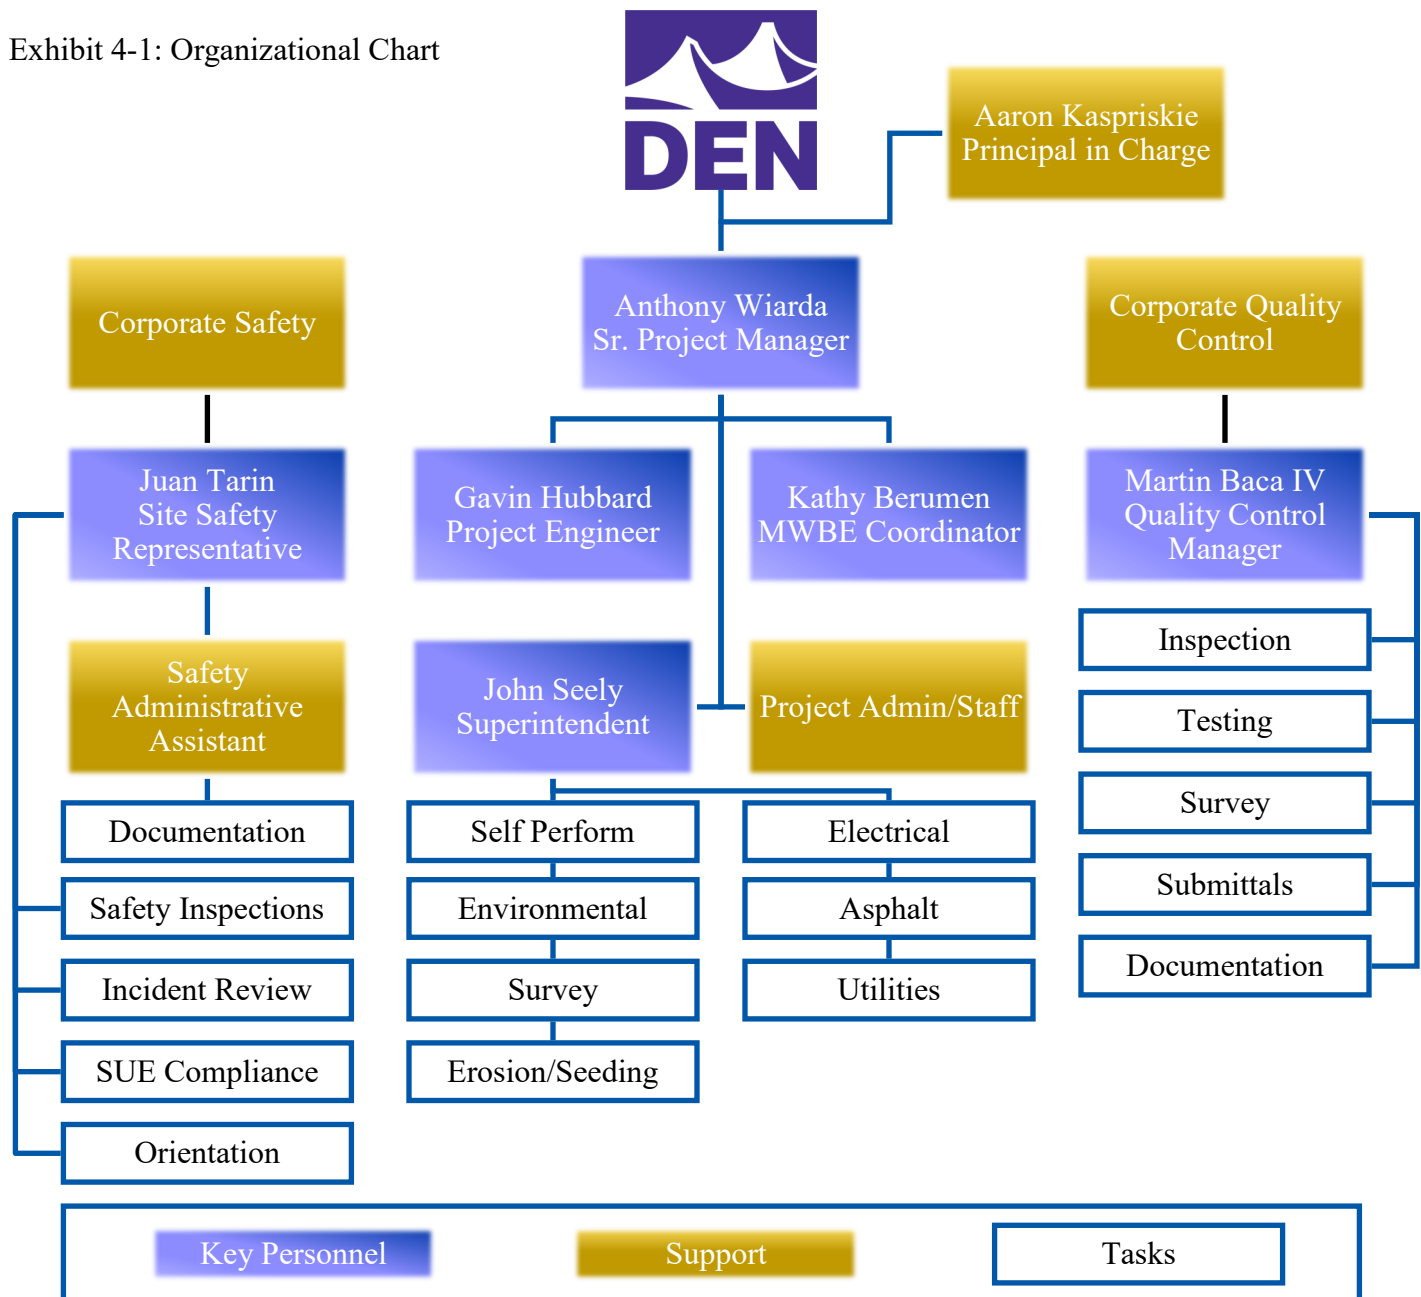 Exhibit 4-1: Organizational Chart
DEN
Aaron Kaspriskie
Principal in Charge
Corporate Safety
Anthony Wiarda
Sr. Project Manager
Corporate Quality
Control
Juan Tarin
Site Safety
Representative
Gavin Hubbard
Project Engineer
Kathy Berumen
MWBE Coordinator
Martin Baca IV
Quality Control
Manager
Safety
Administrative
Assistant
John Seely
Superintendent
Project Admin/Staff
Inspection
Testing
Survey
Submittals
Documentation
Documentation
Safety Inspections
Incident Review
SUE Compliance
Orientation
Self Perform
Environmental
Survey
Erosion/Seeding
Electrical
Asphalt
Utilities
Key Personnel
Support
Tasks